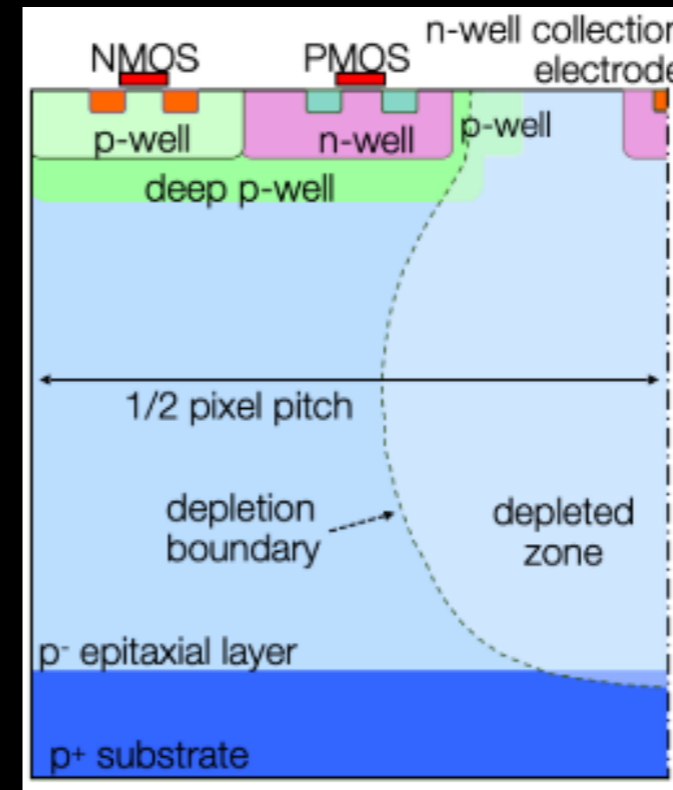 n-well collection
electrode
NMOS
PMOS
p-well
n-well
p-well
deep p-well
1/2 pixel pitch
depletion
boundary
depleted
zone
p- epitaxial layer
p+ substrate